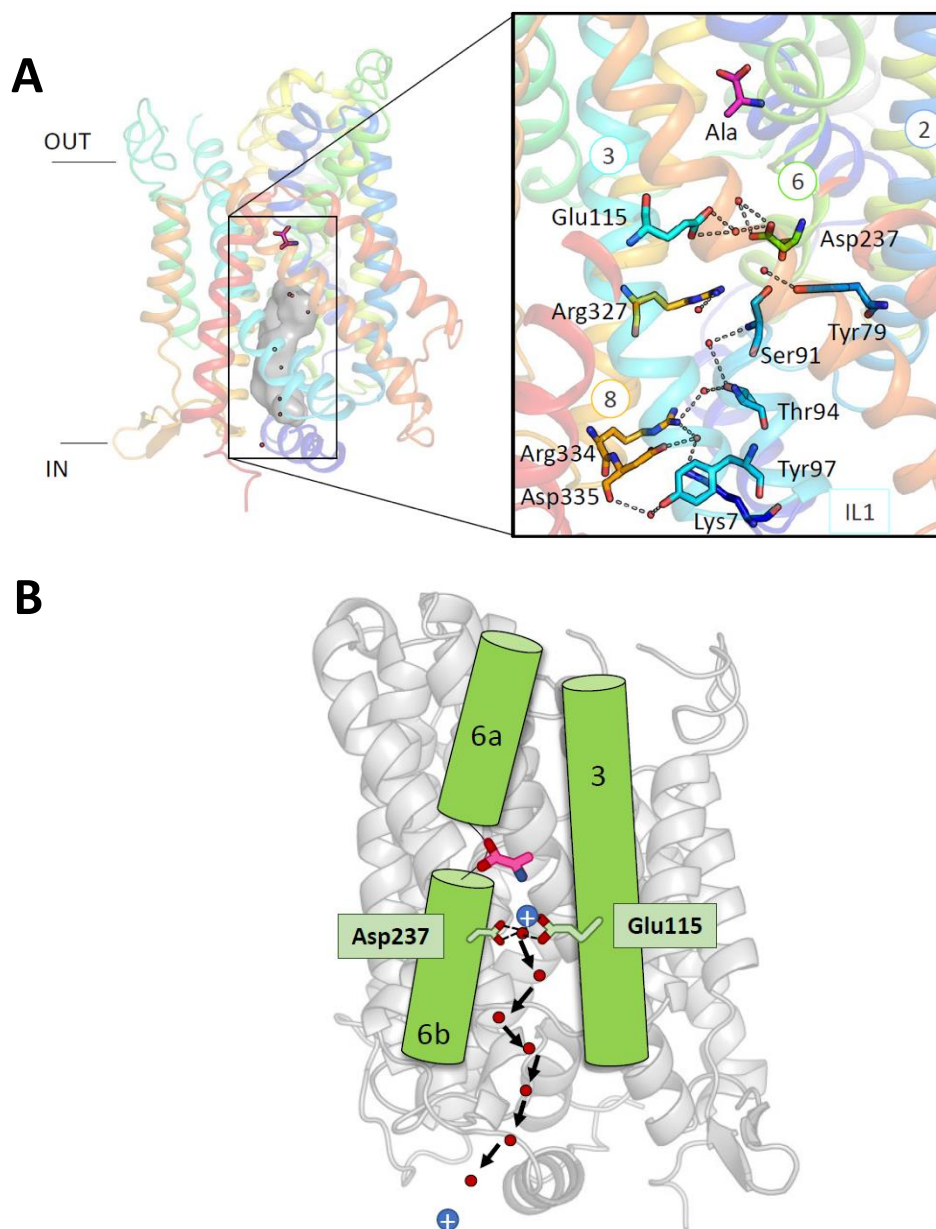 A
OUT
IN
Ala
3
2
6
Glu115
Asp237
Arg327
Tyr79
Ser91
8
Thr94
Arg334
Tyr97
Asp335
Lys7
IL1
B
6a
3
+
Asp237
Glu115
6b
+